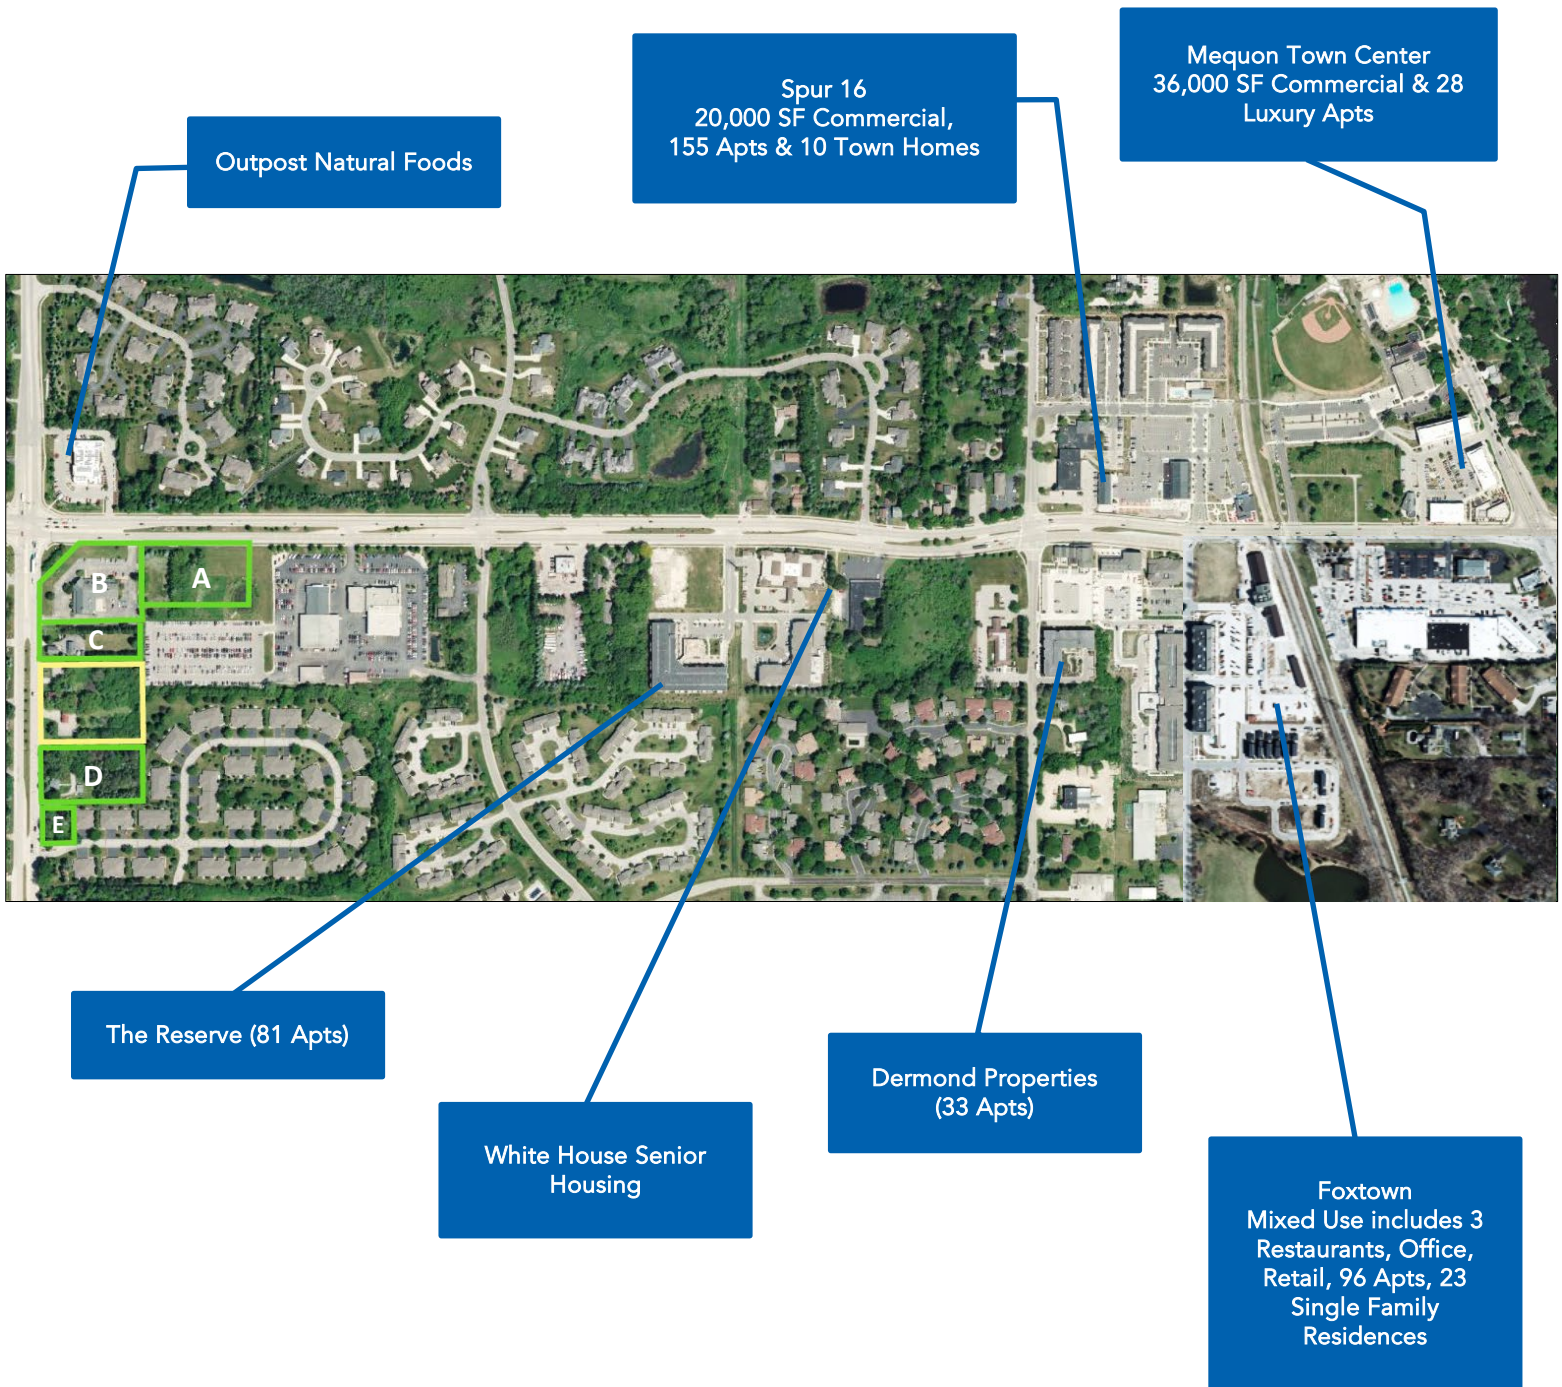 Mequon Town Center
36,000 SF Commercial & 28
Luxury Apts
Spur 16
20,000 SF Commercial,
155 Apts & 10 Town Homes
Outpost Natural Foods
B
A
C
D
E
The Reserve (81 Apts)
Dermond Properties
(33 Apts)
White House Senior
Housing
Foxtown
Mixed Use includes 3
Restaurants, Office,
Retail, 96 Apts, 23
Single Family
Residences